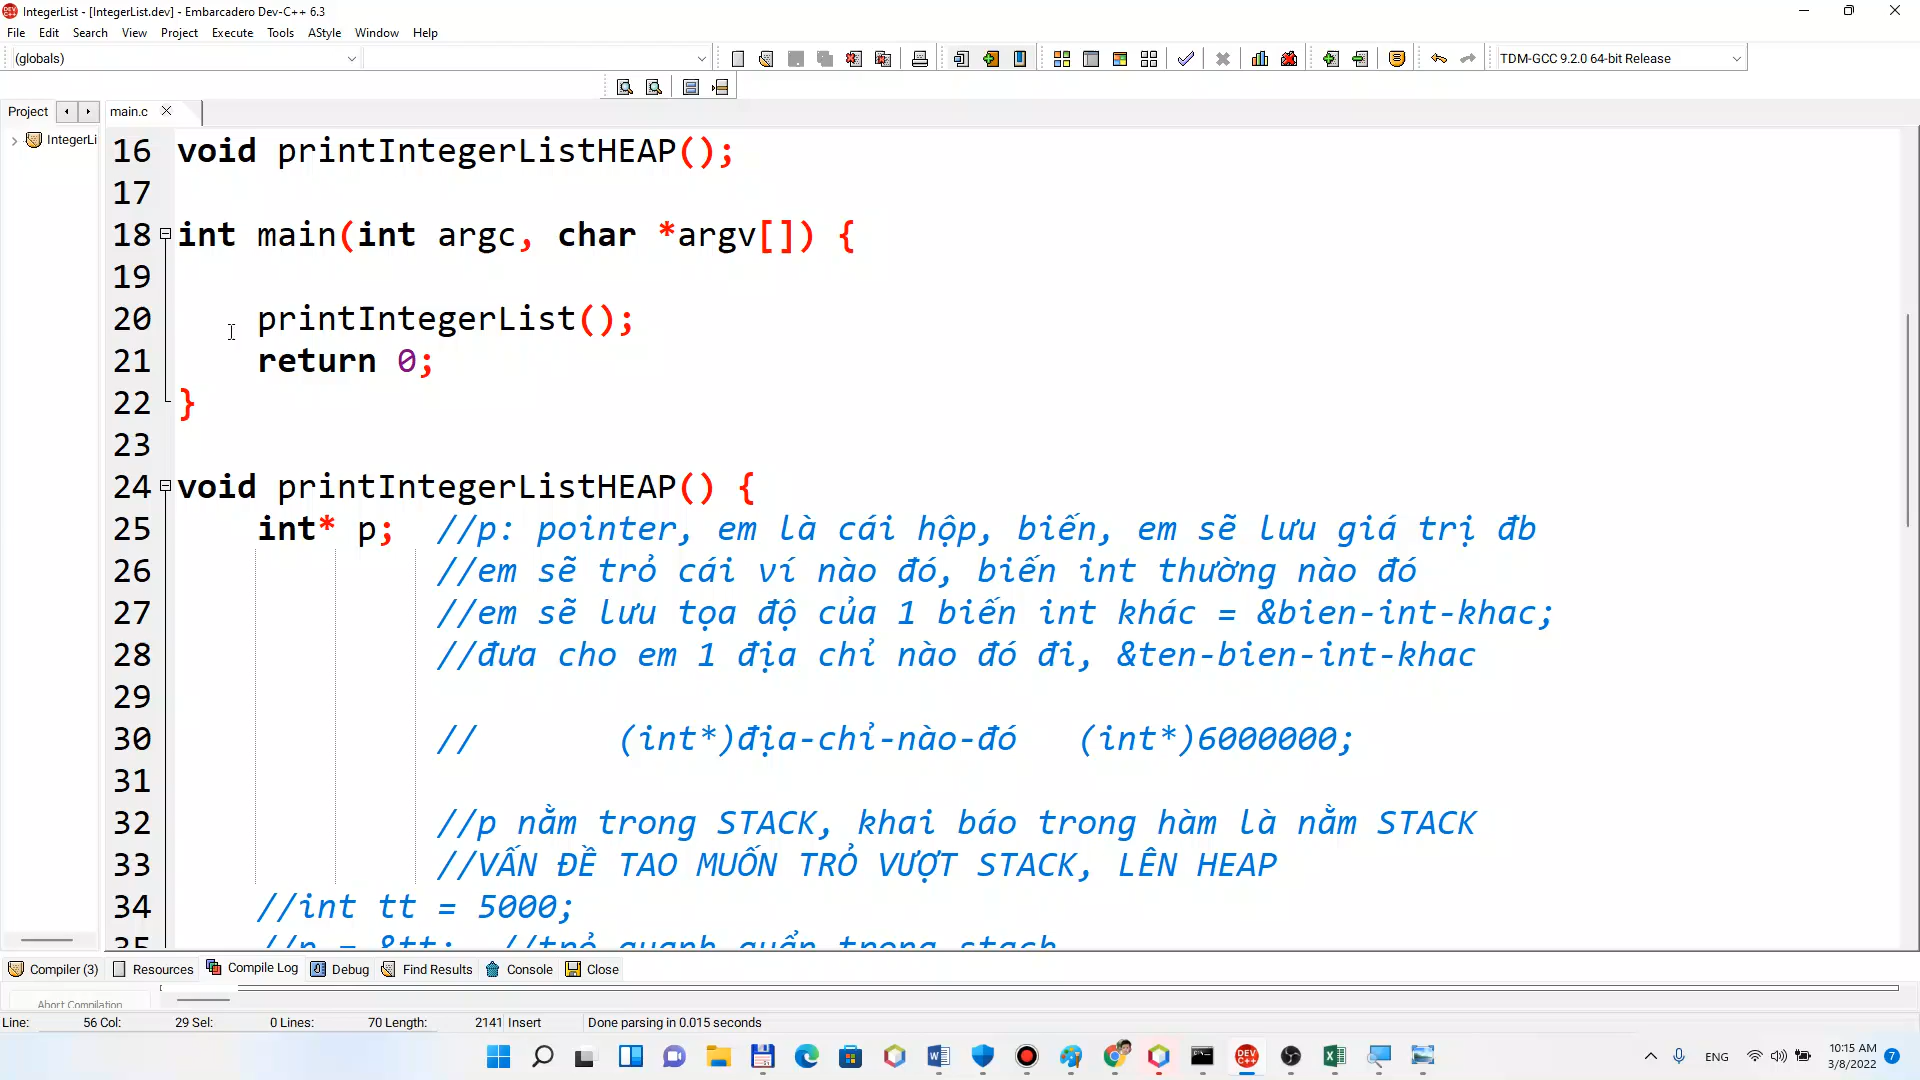 IntegerList - [IntegerList.dev] - Embarcadero Dev-C++ 6.3
File Edit Search View Project Execute Tools AStyle Window Help
(globals)
TDM-GCC 9.2.0 64-bit Release
Project
main.c
IntegerLi
16 void printIntegerListHEAP();
17
18 int main(int argc, char *argv[]) {
19
20 printIntegerList();
21 return 0;
22 }
23
24 void printIntegerListHEAP() {
25 int* p; //p: pointer, em là cái hộp, biến, em sẽ lưu giá trị đb
26 //em sẽ trỏ cái ví nào đó, biến int thường nào đó
27 //em sẽ lưu tọa độ của 1 biến int khác = &bien-int-khac;
28 //đưa cho em 1 địa chỉ nào đó đi, &ten-bien-int-khac
29
30 // (int*)địa-chỉ-nào-đó (int*)6000000;
31
32 //p nằm trong STACK, khai báo trong hàm là nằm STACK
33 //VẤN ĐỀ TAO MUỐN TRỎ VƯỢT STACK, LÊN HEAP
34 //int tt = 5000;
35 //p = &tt; //trỏ quanh quẩn trong stach
Compiler (3) Resources Compile Log Debug Find Results Console Close
Abort Compilation
Line: 56 Col: 29 Sel: 0 Lines: 70 Length: 2141 Insert Done parsing in 0.015 seconds
ENG
10:15 AM
3/8/2022
7